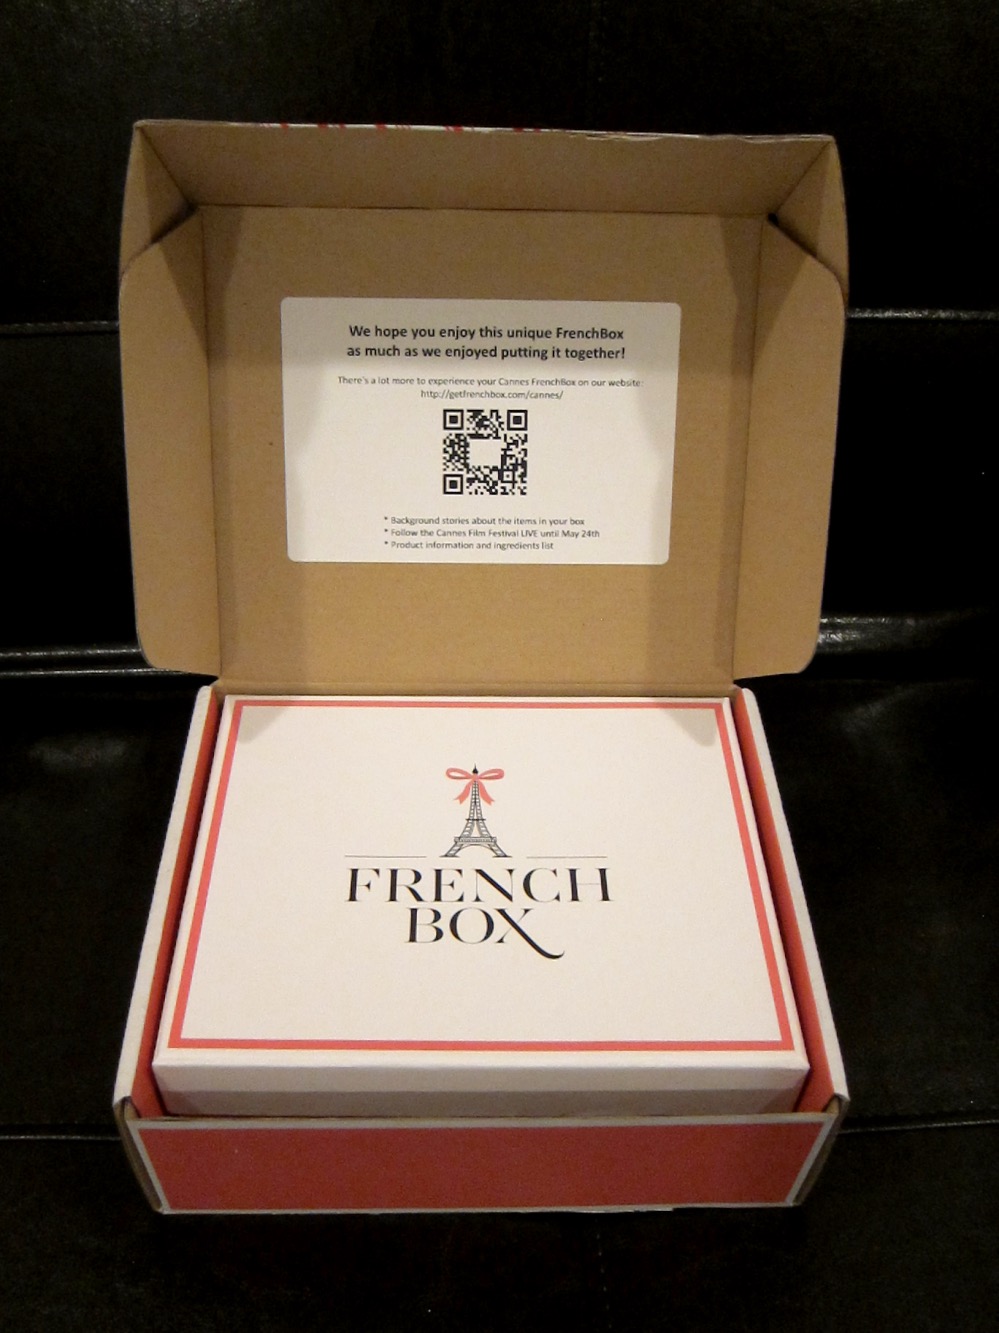 We hope you enjoy this unique FrenchBox
as much as we enjoyed putting it together!
There's a lot more to experience your Cannes FrenchBox on our website:
http://getfrenchbox.com/cannes/
* Background stories about the items in your box
* Follow the Cannes Film Festival LIVE until May 24th
* Product information and ingredients list
FRENCH
BOX